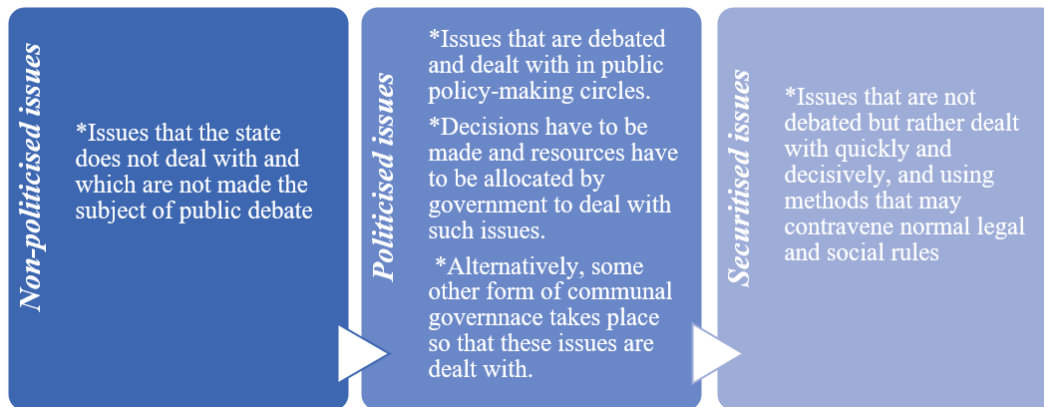 Non-politicised issues
*Issues that the state
does not deal with and
which are not made the
subject of public debate
Politicised issues
*Issues that are debated
and dealt with in public
policy-making circles.
*Decisions have to be
made and resources have
to be allocated by
government to deal with
such issues.
*Alternatively, some
other form of communal
governnace takes place
so that these issues are
dealt with.
Securitised issues
*Issues that are not
debated but rather dealt
with quickly and
decisively, and using
methods that may
contravene normal legal
and social rules